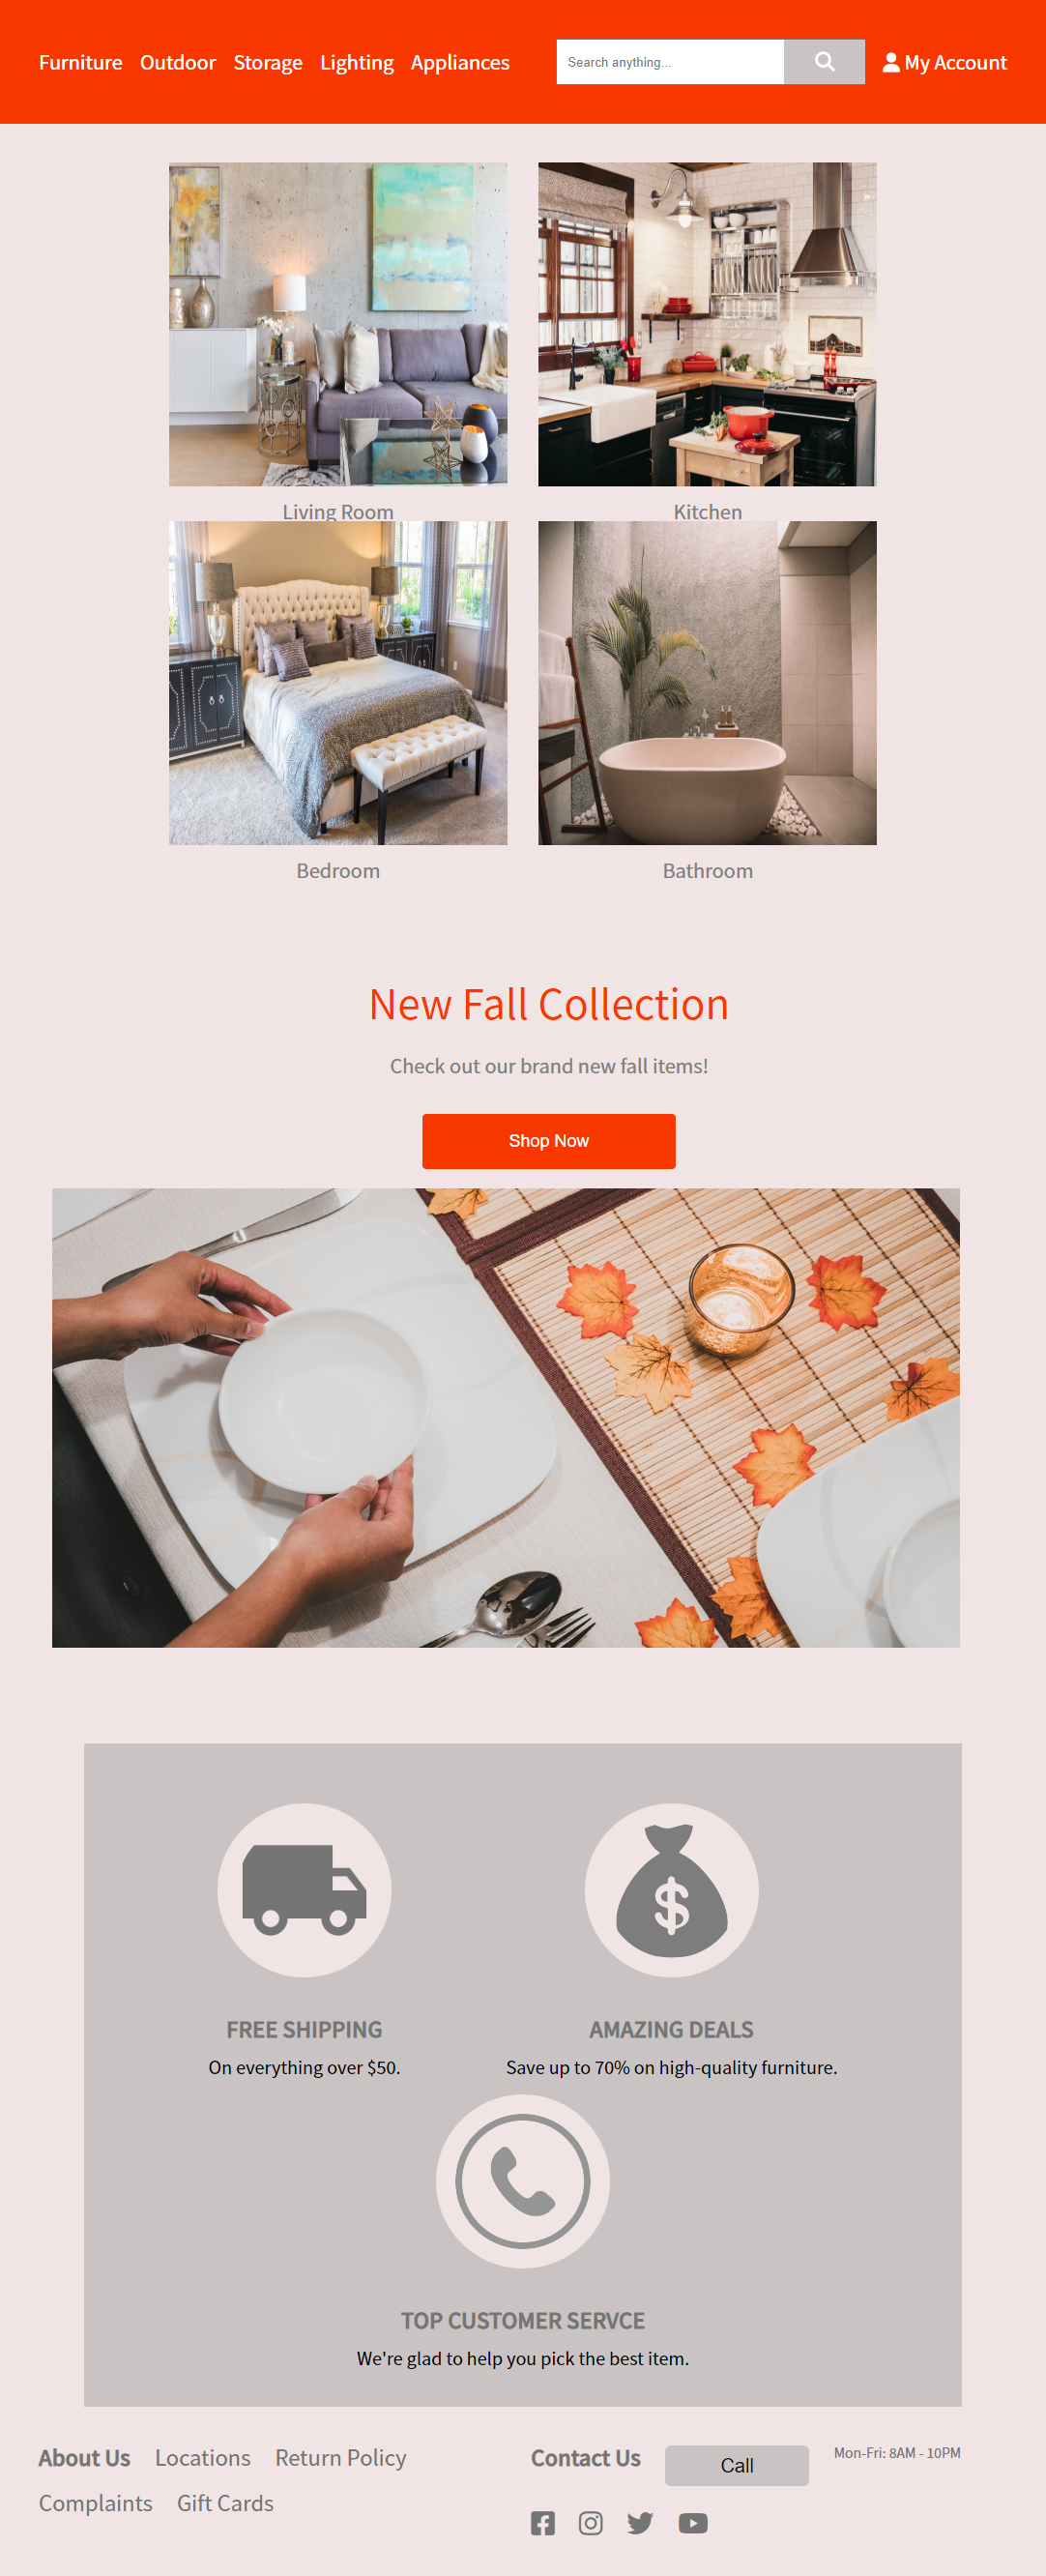 Furniture Outdoor Storage Lighting Appliances Search anything... My Account
Living Room Kitchen
Bedroom Bathroom
New Fall Collection
Check out our brand new fall items!
Shop Now
$
FREE SHIPPING AMAZING DEALS
On everything over $50. Save up to 70% on high-quality furniture.
TOP CUSTOMER SERVCE
We're glad to help you pick the best item.
About Us Locations Return Policy Contact Us Call Mon-Fri: 8AM - 10PM
Complaints Gift Cards